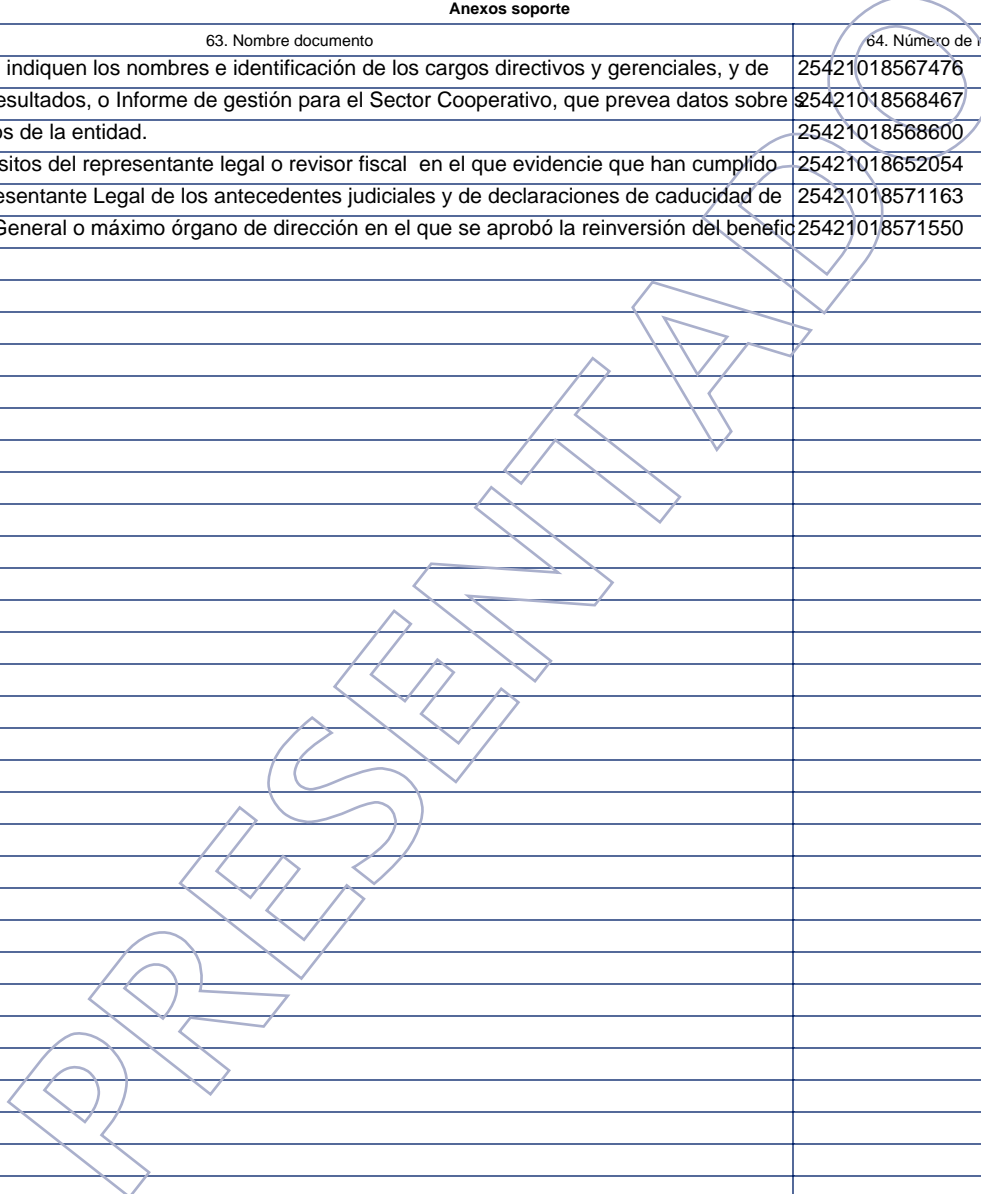 Anexos soporte
63. Nombre documento 64. Número de
indiquen los nombres e identificación de los cargos directivos y gerenciales, y de 25421018567476
esultados, o Informe de gestión para el Sector Cooperativo, que prevea datos sobre s 25421018568467
os de la entidad. 25421018568600
sitos del representante legal o revisor fiscal en el que evidencie que han cumplido 25421018652054
esentante Legal de los antecedentes judiciales y de declaraciones de caducidad de 25421018571163
General o máximo órgano de dirección en el que se aprobó la reinversión del benefic 25421018571550
PRESENTADO